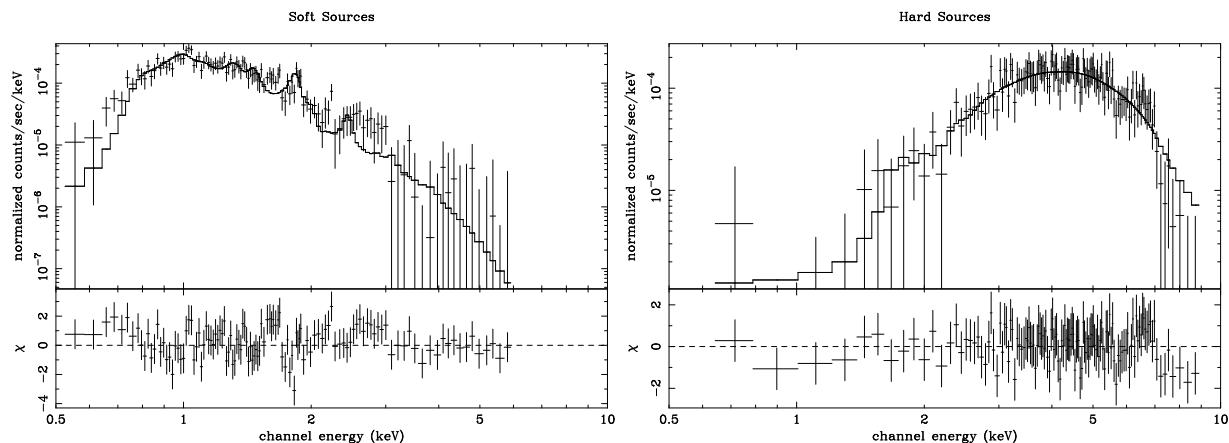 Soft Sources
normalized counts/sec/keV
10⁻⁴
10⁻⁵
10⁻⁶
10⁻⁷
χ
2
0
−2
−4
0.5 1 2 5 10
channel energy (keV)
Hard Sources
normalized counts/sec/keV
10⁻⁴
10⁻⁵
χ
2
0
−2
0.5 1 2 5 10
channel energy (keV)